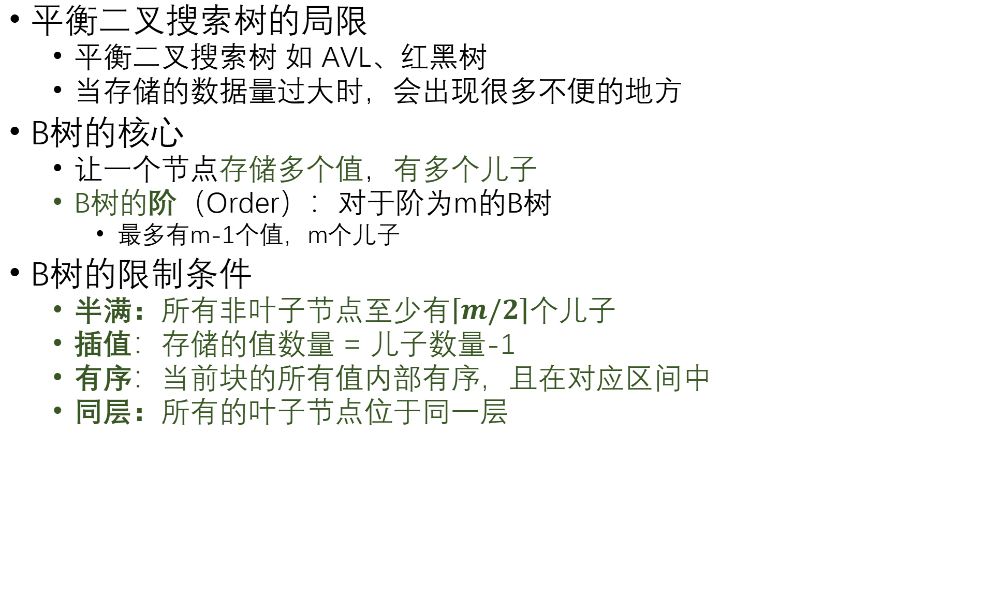 • 平衡二叉搜索树的局限
• 平衡二叉搜索树 如 AVL、红黑树
• 当存储的数据量过大时，会出现很多不便的地方
• B树的核心
• 让一个节点存储多个值，有多个儿子
• B树的阶（Order）：对于阶为m的B树
• 最多有m-1个值，m个儿子
• B树的限制条件
• 半满：所有非叶子节点至少有⌈m/2⌉个儿子
• 插值：存储的值数量 = 儿子数量-1
• 有序：当前块的所有值内部有序，且在对应区间中
• 同层：所有的叶子节点位于同一层